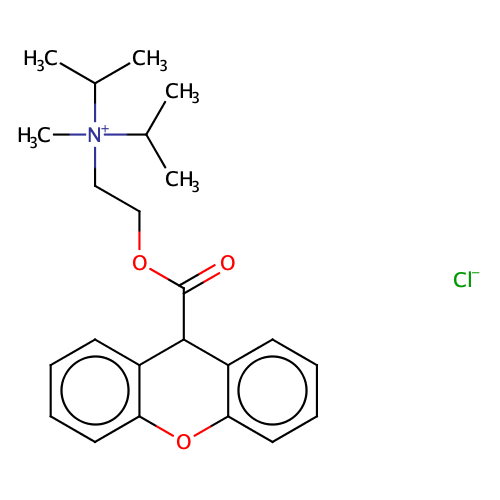 H₃C CH₃
CH₃
H₃C N⁺
CH₃
O O
Cl⁻
O